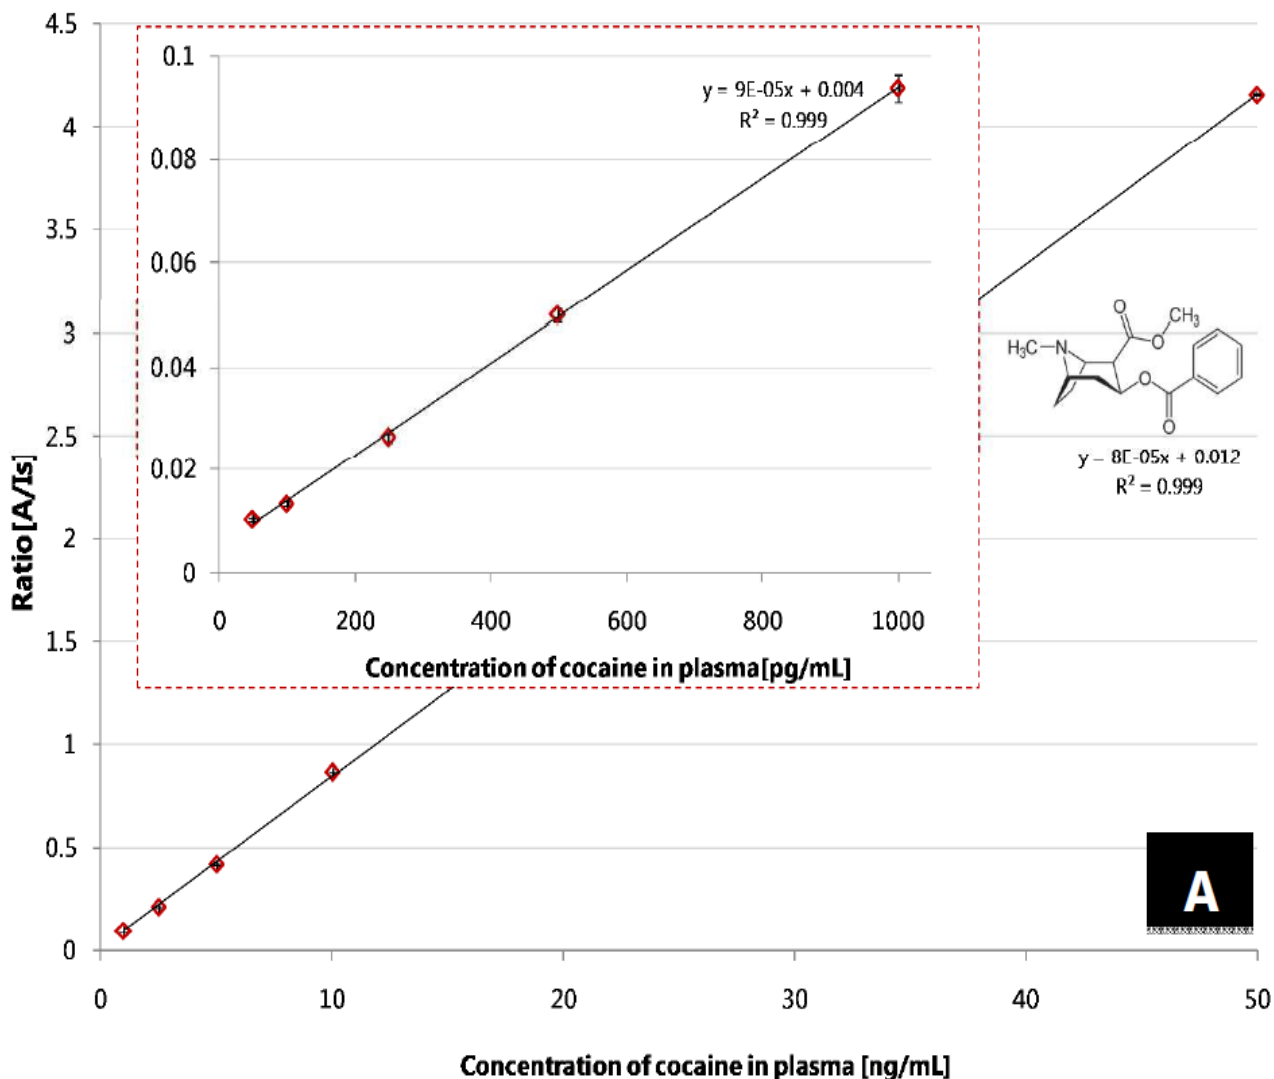 4.5
4
3.5
3
2.5
2
1.5
1
0.5
0
Ratio[A/Is]
0.1
0.08
0.06
0.04
0.02
0
y = 9E-05x + 0.004
R² = 0.999
0
200
400
600
800
1000
Concentration of cocaine in plasma[pg/mL]
O
CH₃
H₃C
N
O
O
O
y = 8E-05x + 0.012
R² = 0.999
A
0
10
20
30
40
50
Concentration of cocaine in plasma [ng/mL]